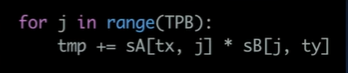 for j in range(TPB):
    tmp += sA[tx, j] * sB[j, ty]